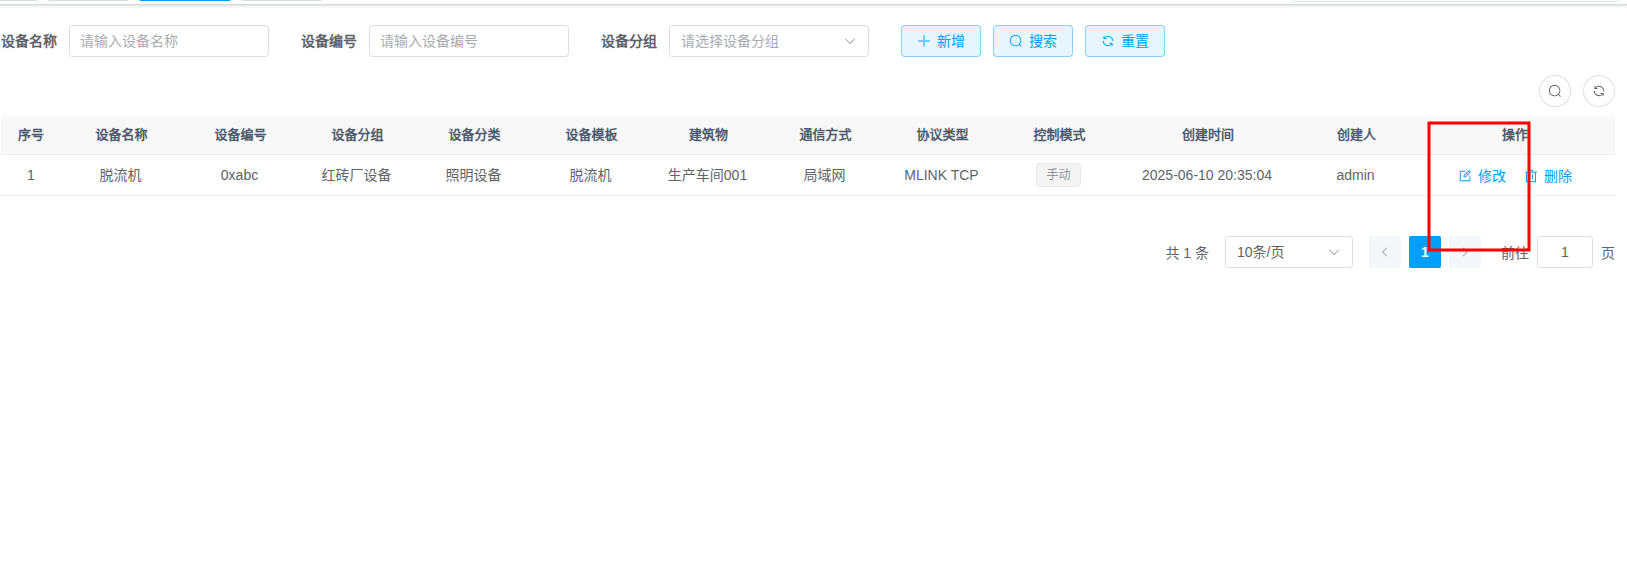 设备名称 请输入设备名称 设备编号 请输入设备编号 设备分组 请选择设备分组 新增 搜索 重置
序号 设备名称 设备编号 设备分组 设备分类 设备模板 建筑物 通信方式 协议类型 控制模式 创建时间 创建人 操作
1 脱流机 0xabc 红砖厂设备 照明设备 脱流机 生产车间001 局域网 MLINK TCP 手动 2025-06-10 20:35:04 admin 修改 删除
共 1 条 10条/页 1 前往 1 页